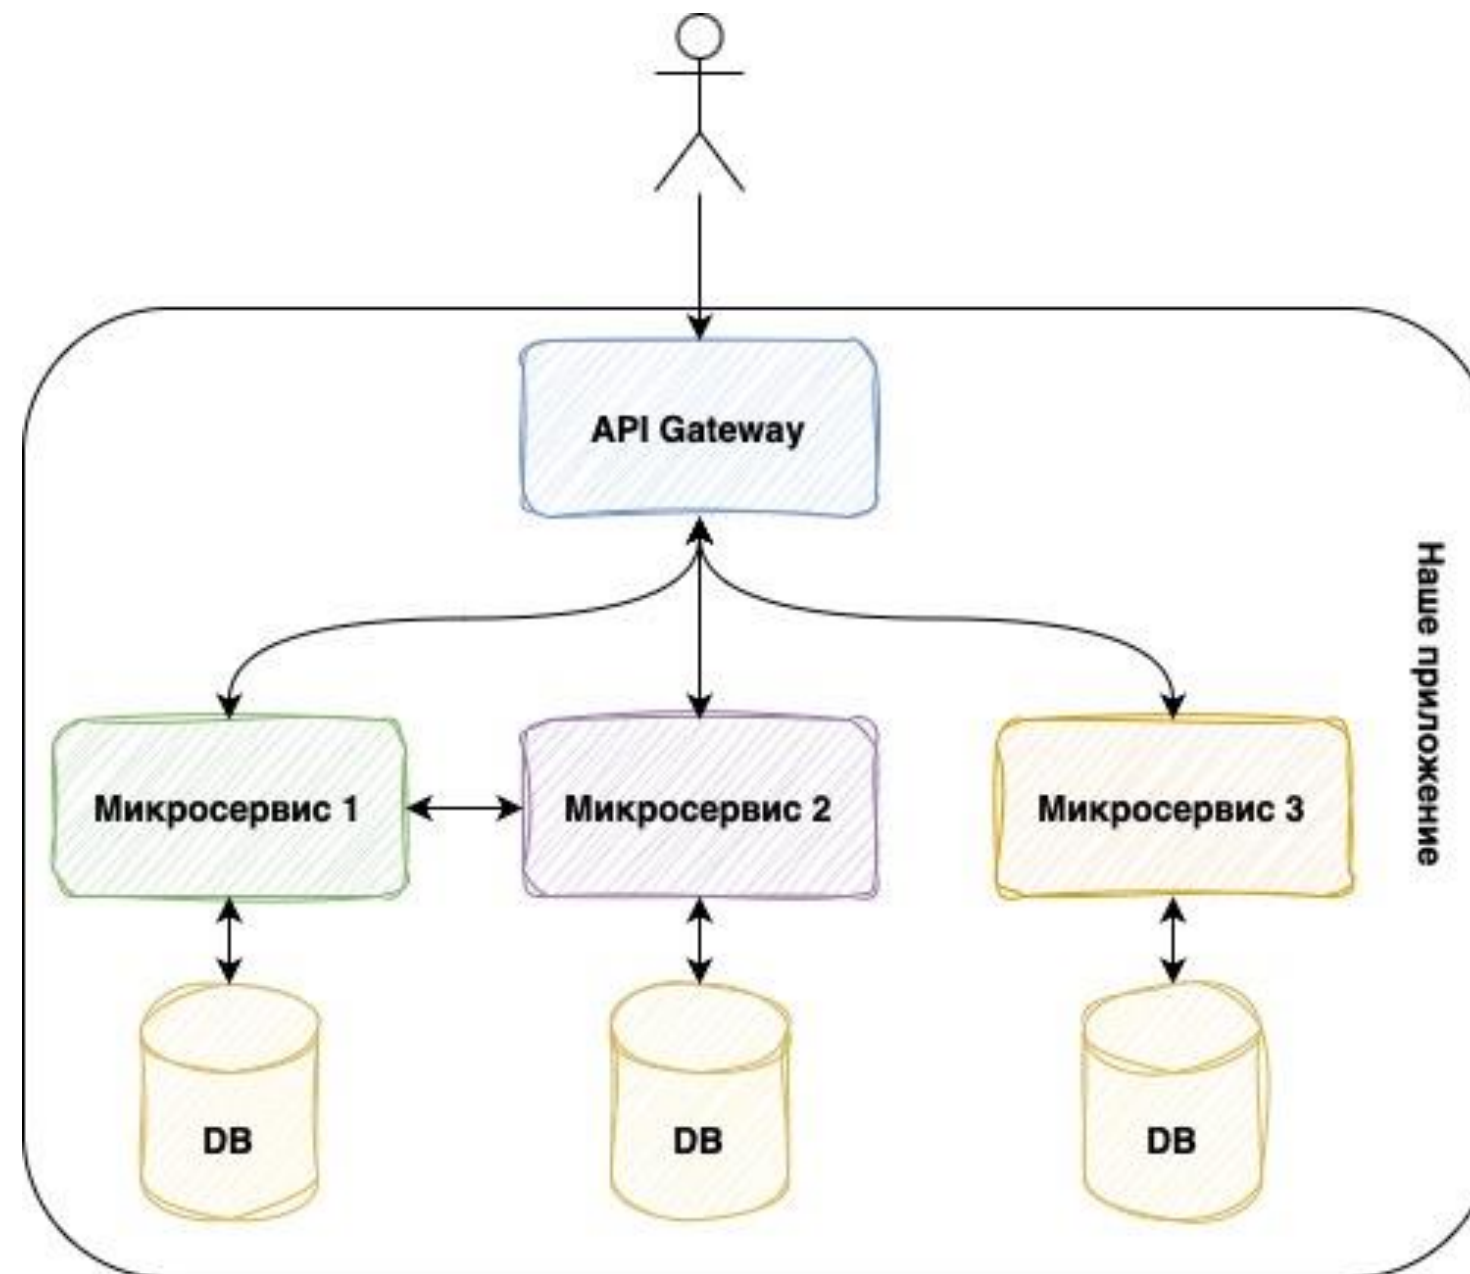 API Gateway
Наше приложение
Микросервис 1
Микросервис 2
Микросервис 3
DB
DB
DB